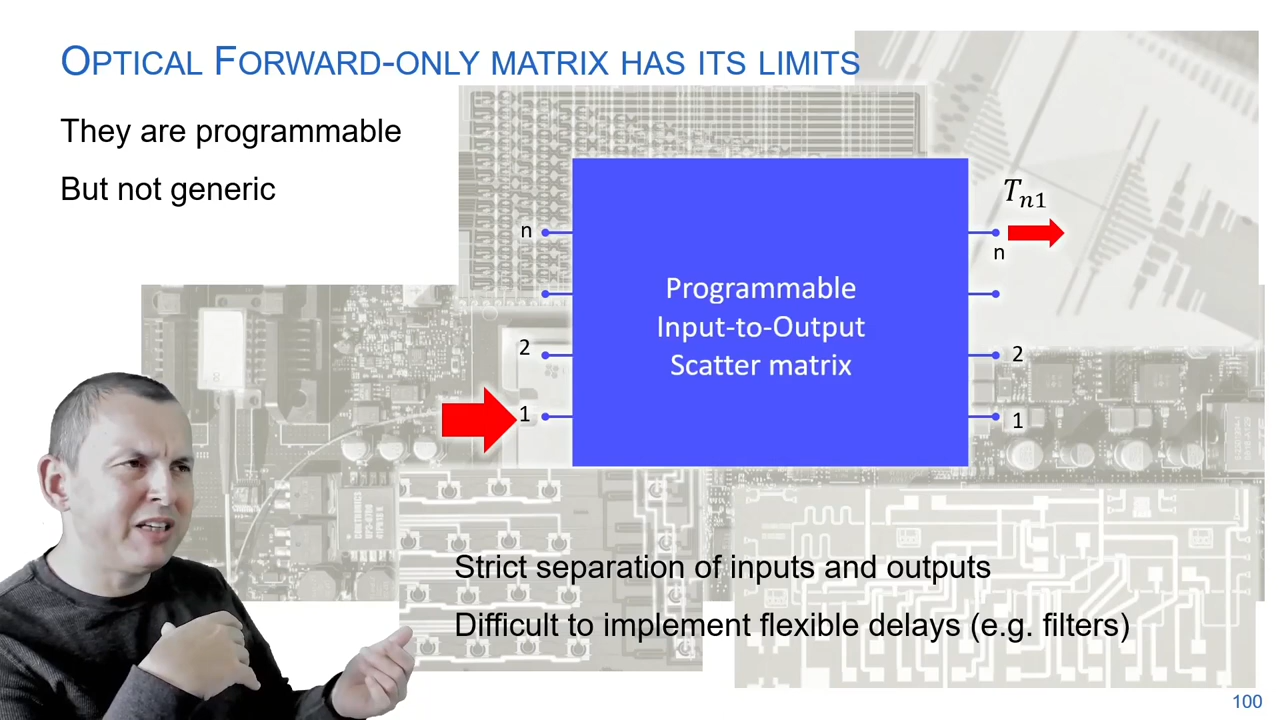 OPTICAL FORWARD-ONLY MATRIX HAS ITS LIMITS
They are programmable
But not generic
Tn1
n
n
Programmable
Input-to-Output
Scatter matrix
2
2
1
1
Strict separation of inputs and outputs
Difficult to implement flexible delays (e.g. filters)
100